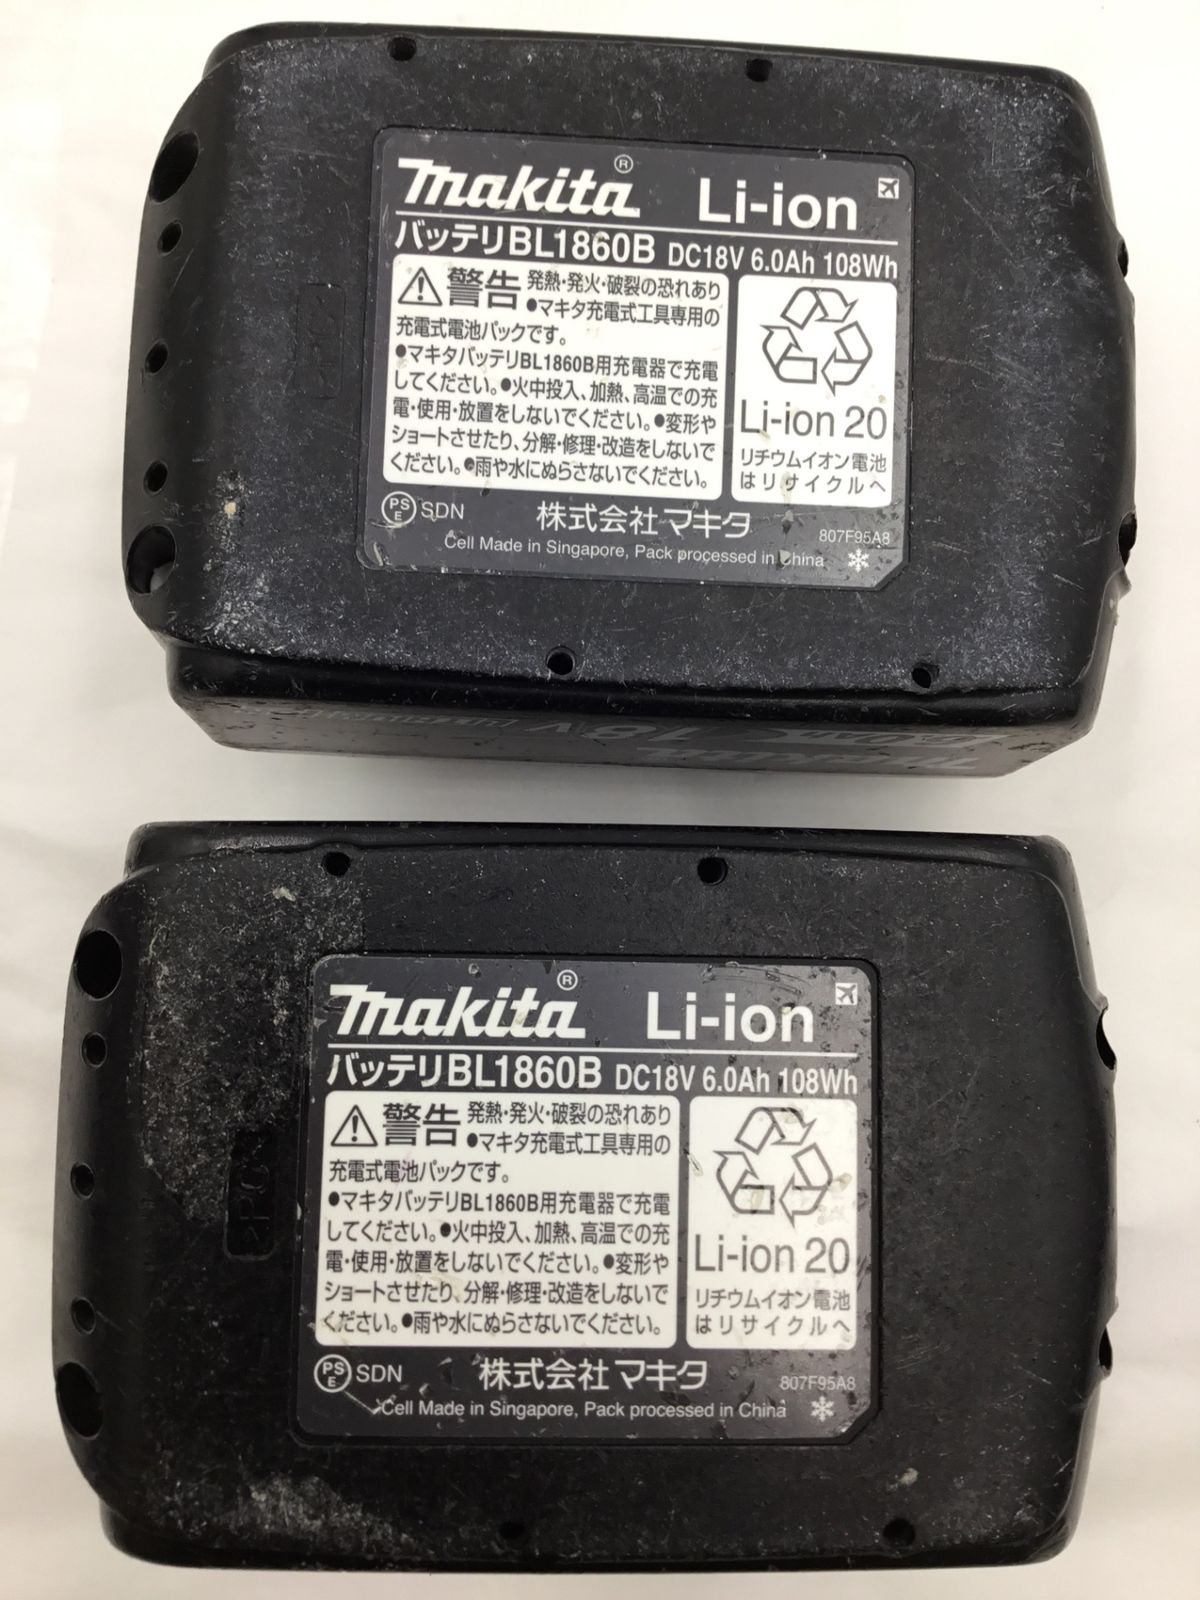 makita® Li-ion
バッテリBL1860B DC18V 6.0Ah 108Wh
警告 発熱・発火・破裂の恐れあり
●マキタ充電式工具専用の
充電式電池パックです。
●マキタバッテリBL1860B用充電器で充電
してください。●火中投入、加熱、高温での充
電・使用・放置をしないでください。●変形や
ショートさせたり、分解・修理・改造をしないで
ください。●雨や水にぬらさないでください。
Li-ion 20
リチウムイオン電池
はリサイクルへ
PS
E SDN 株式会社マキタ 807F95A8
Cell Made in Singapore, Pack processed in China
makita 18V
makita® Li-ion
バッテリBL1860B DC18V 6.0Ah 108Wh
警告 発熱・発火・破裂の恐れあり
●マキタ充電式工具専用の
充電式電池パックです。
●マキタバッテリBL1860B用充電器で充電
してください。●火中投入、加熱、高温での充
電・使用・放置をしないでください。●変形や
ショートさせたり、分解・修理・改造をしないで
ください。●雨や水にぬらさないでください。
Li-ion 20
リチウムイオン電池
はリサイクルへ
PS
E SDN 株式会社マキタ 807F95A8
Cell Made in Singapore, Pack processed in China
>PC<